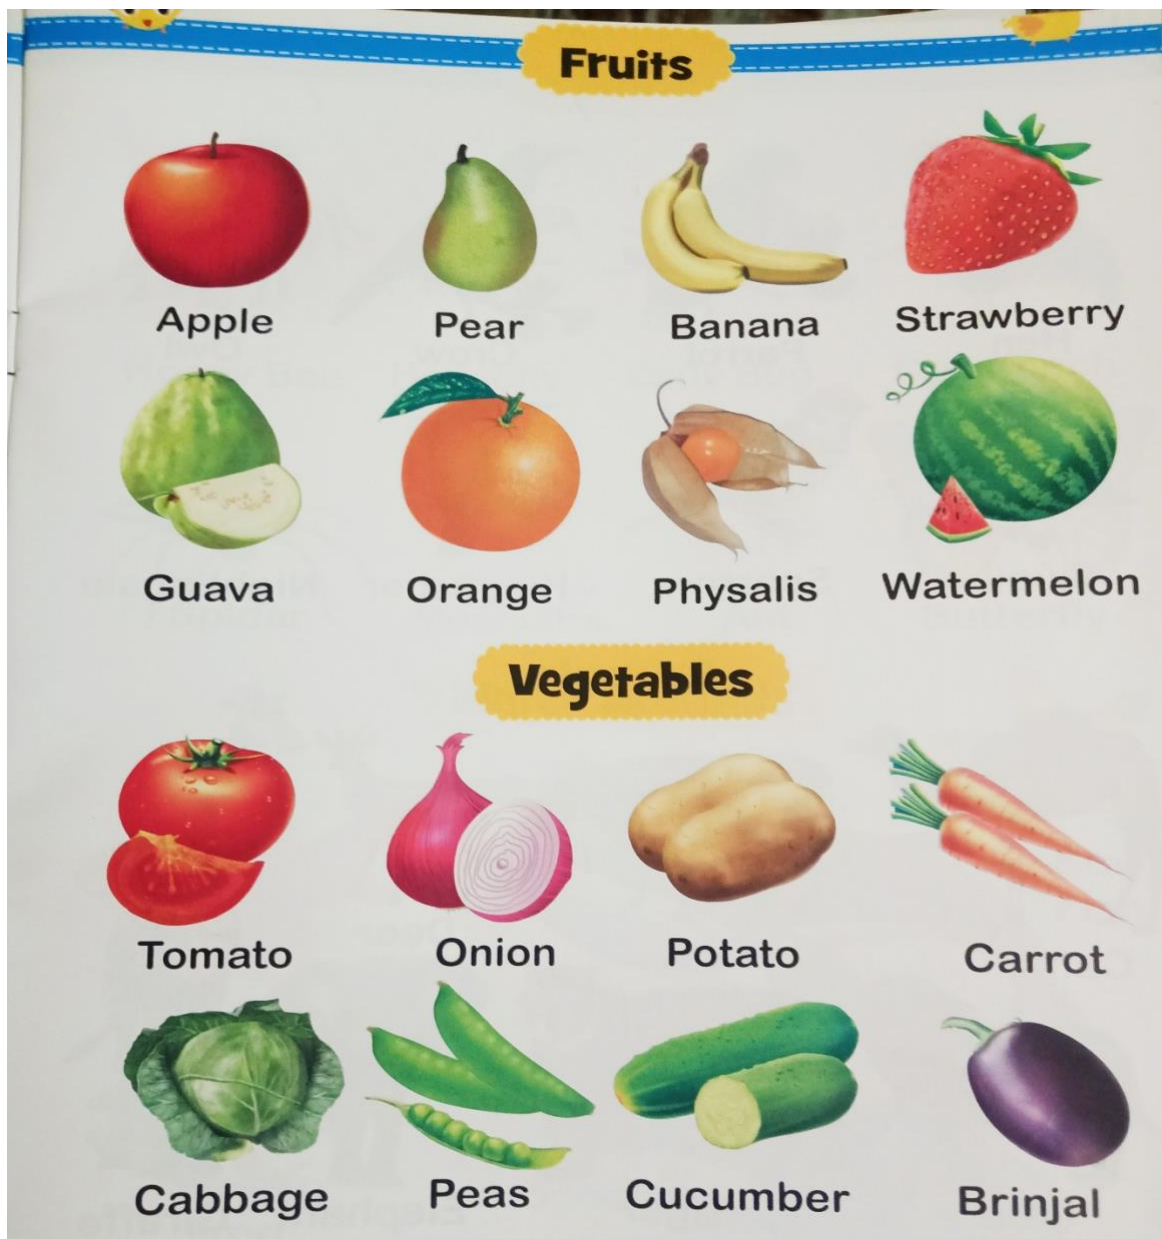 Fruits
Apple Pear Banana Strawberry
Guava Orange Physalis Watermelon
Vegetables
Tomato Onion Potato Carrot
Cabbage Peas Cucumber Brinjal